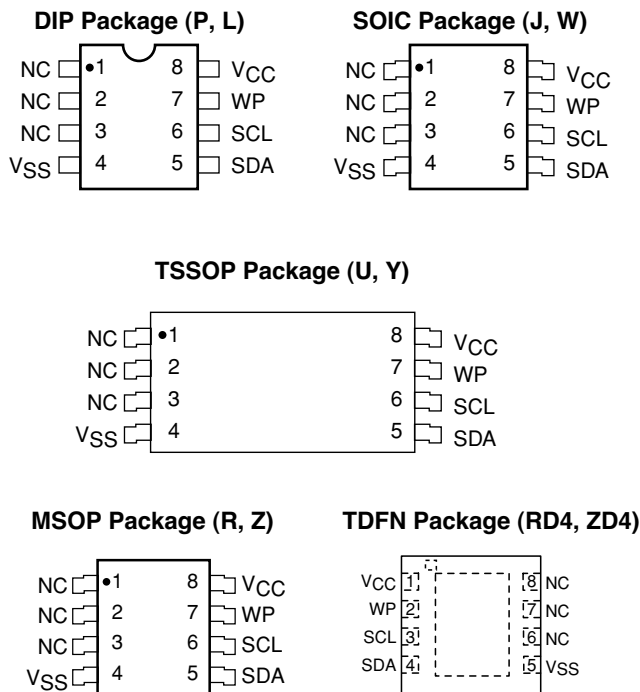 DIP Package (P, L)
NC 1 8 VCC
NC 2 7 WP
NC 3 6 SCL
VSS 4 5 SDA
SOIC Package (J, W)
NC 1 8 VCC
NC 2 7 WP
NC 3 6 SCL
VSS 4 5 SDA
TSSOP Package (U, Y)
NC 1 8 VCC
NC 2 7 WP
NC 3 6 SCL
VSS 4 5 SDA
MSOP Package (R, Z)
NC 1 8 VCC
NC 2 7 WP
NC 3 6 SCL
VSS 4 5 SDA
TDFN Package (RD4, ZD4)
VCC 1 8 NC
WP 2 7 NC
SCL 3 6 NC
SDA 4 5 VSS